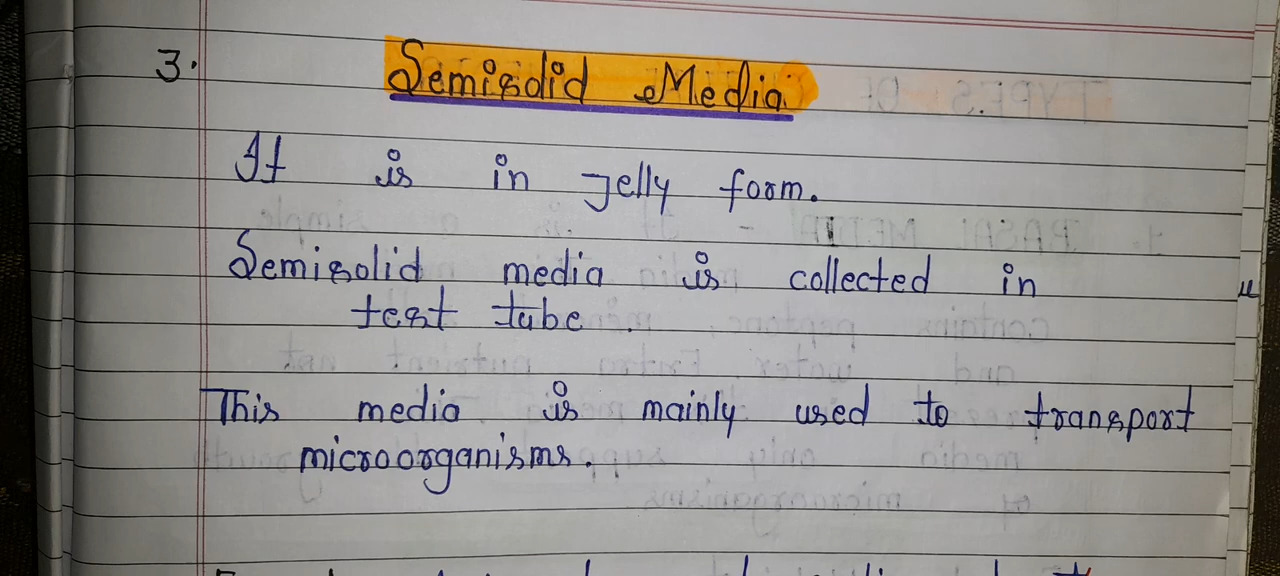 3. Semisolid Media
It is in jelly form.
Semisolid media is collected in
test tube.
This media is mainly used to transport
microorganisms.